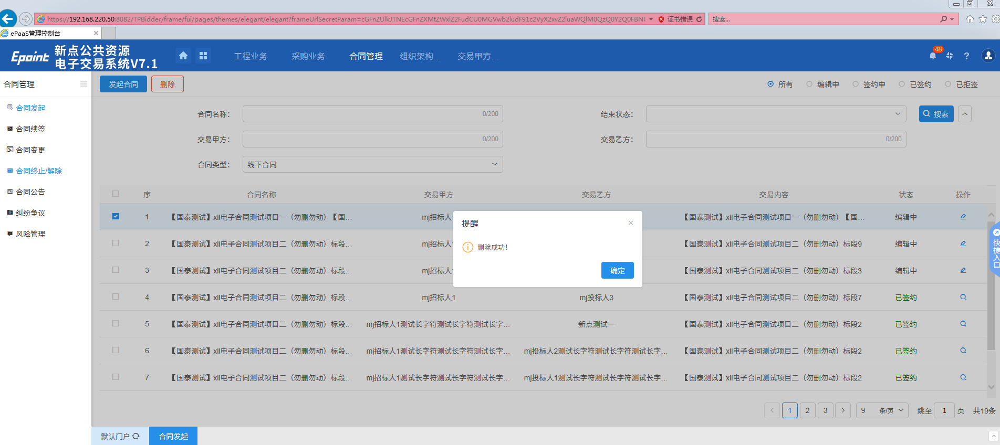 https://192.168.220.50:8082/TPBidder/frame/fui/pages/themes/elegant/elegant?frameUrlSecretParam=
证书错误
搜索...
ePaaS管理控制台
Epoint
新点公共资源
电子交易系统V7.1
工程业务
采购业务
合同管理
组织架构...
交易甲方...
48
合同管理
合同发起
合同续签
合同变更
合同终止/解除
合同公告
纠纷争议
风险管理
发起合同
删除
所有
编辑中
签约中
已签约
已拒签
合同名称：
0/200
结束状态：
搜索
交易甲方：
0/200
交易乙方：
0/200
合同类型：
线下合同
序 合同名称 交易甲方 交易乙方 交易内容 状态 操作
1 【国泰测试】xll电子合同测试项目一（勿删勿动）【国... mj招标人 【国泰测试】xll电子合同测试项目一（勿删勿动）【国... 编辑中
2 【国泰测试】xll电子合同测试项目二（勿删勿动）标段... mj招标人 【国泰测试】xll电子合同测试项目二（勿删勿动）标段9 编辑中
3 【国泰测试】xll电子合同测试项目二（勿删勿动）标段... mj招标人 【国泰测试】xll电子合同测试项目二（勿删勿动）标段3 编辑中
4 【国泰测试】xll电子合同测试项目二（勿删勿动）标段... mj招标人1 mj投标人3 【国泰测试】xll电子合同测试项目二（勿删勿动）标段7 已签约
5 【国泰测试】xll电子合同测试项目二（勿删勿动）标段... mj招标人1测试长字符测试长字符测试长字... 新点测试一 【国泰测试】xll电子合同测试项目二（勿删勿动）标段2 已签约
6 【国泰测试】xll电子合同测试项目二（勿删勿动）标段... mj招标人1测试长字符测试长字符测试长字... mj投标人2测试长字符测试长字符测试长字... 【国泰测试】xll电子合同测试项目二（勿删勿动）标段2 已签约
7 【国泰测试】xll电子合同测试项目二（勿删勿动）标段... mj招标人1测试长字符测试长字符测试长字... mj投标人1测试长字符测试长字符测试长字... 【国泰测试】xll电子合同测试项目二（勿删勿动）标段2 已签约
提醒
删除成功！
确定
快捷入口
1 2 3 9 条/页 跳至 1 页 共19条
默认门户
合同发起